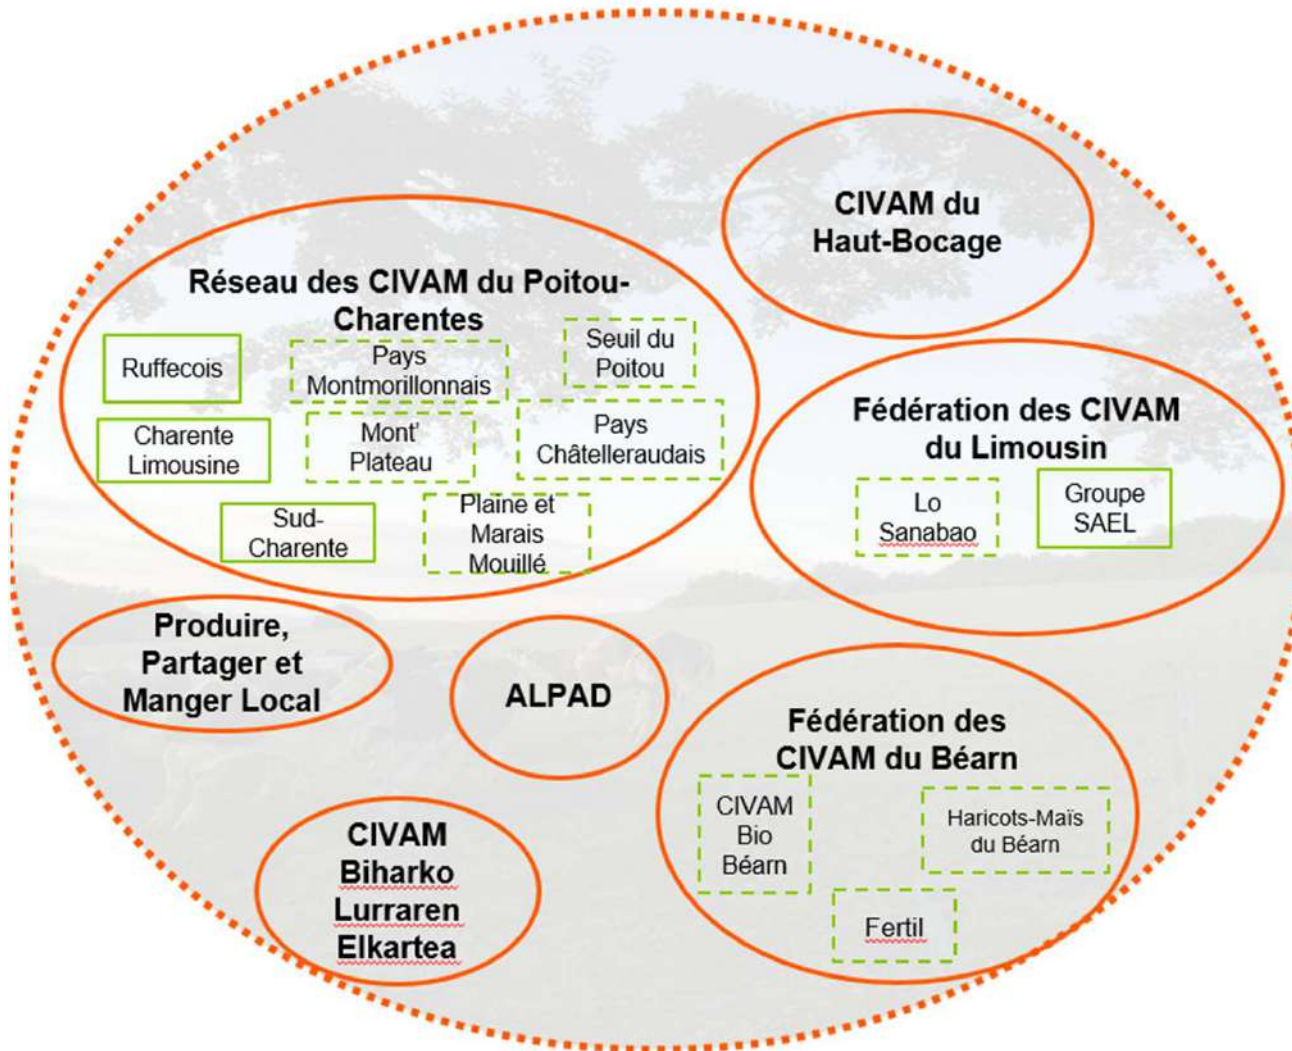 CIVAM du
Haut-Bocage
Réseau des CIVAM du Poitou-
Charentes
Ruffecois
Pays
Montmorillonnais
Seuil du
Poitou
Charente
Limousine
Mont'
Plateau
Pays
Châtelleraudais
Sud-
Charente
Plaine et
Marais
Mouillé
Fédération des CIVAM
du Limousin
Lo
Sanabao
Groupe
SAEL
Produire,
Partager et
Manger Local
ALPAD
Fédération des
CIVAM du Béarn
CIVAM
Bio
Béarn
Haricots-Maïs
du Béarn
Fertil
CIVAM
Biharko
Lurraren
Elkartea